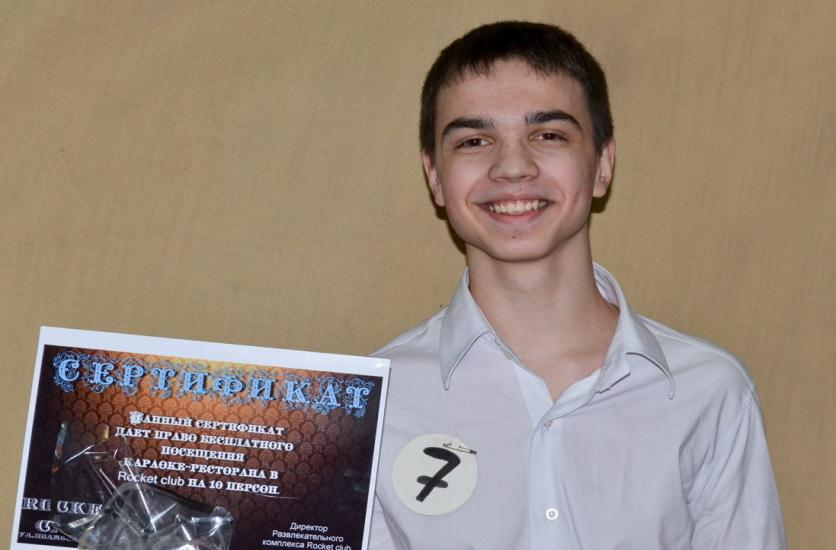 СЕРТИФИКАТ
ДАННЫЙ СЕРТИФИКАТ
ДАЕТ ПРАВО БЕСПЛАТНОГО
ПОСЕЩЕНИЯ
КАРАОКЕ-РЕСТОРАНА В
Rocket club НА 10 ПЕРСОН.
Директор
Развлекательного
комплекса Rocket club
7